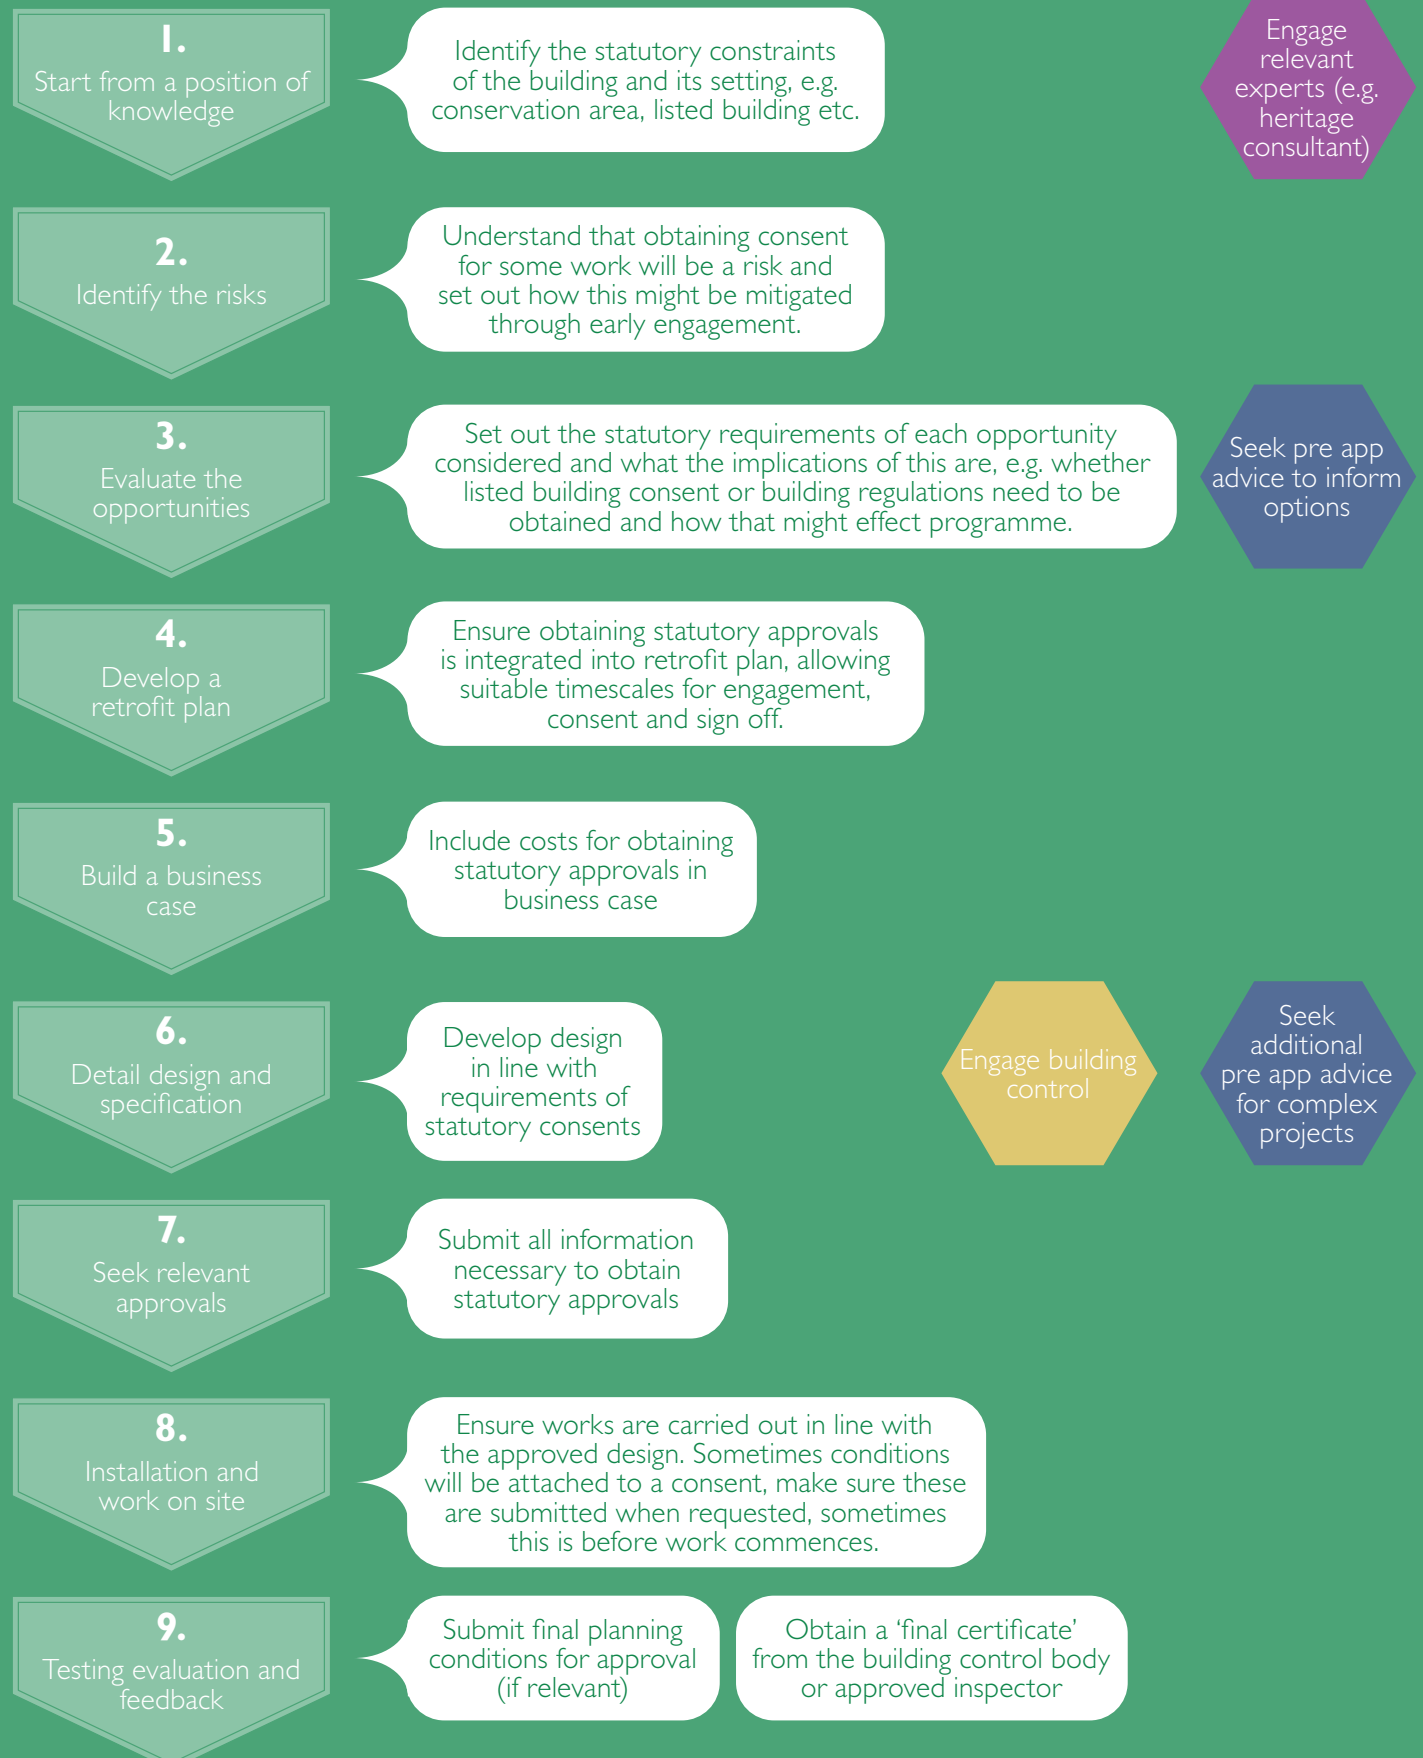 1.
Start from a position of
knowledge
Identify the statutory constraints
of the building and its setting, e.g.
conservation area, listed building etc.
Engage
relevant
experts (e.g.
heritage
consultant)
2.
Identify the risks
Understand that obtaining consent
for some work will be a risk and
set out how this might be mitigated
through early engagement.
3.
Evaluate the
opportunities
Set out the statutory requirements of each opportunity
considered and what the implications of this are, e.g. whether
listed building consent or building regulations need to be
obtained and how that might effect programme.
Seek pre app
advice to inform
options
4.
Develop a
retrofit plan
Ensure obtaining statutory approvals
is integrated into retrofit plan, allowing
suitable timescales for engagement,
consent and sign off.
5.
Build a business
case
Include costs for obtaining
statutory approvals in
business case
6.
Detail design and
specification
Develop design
in line with
requirements of
statutory consents
Engage building
control
Seek
additional
pre app advice
for complex
projects
7.
Seek relevant
approvals
Submit all information
necessary to obtain
statutory approvals
8.
Installation and
work on site
Ensure works are carried out in line with
the approved design. Sometimes conditions
will be attached to a consent, make sure these
are submitted when requested, sometimes
this is before work commences.
9.
Testing evaluation and
feedback
Submit final planning
conditions for approval
(if relevant)
Obtain a ‘final certificate’
from the building control body
or approved inspector